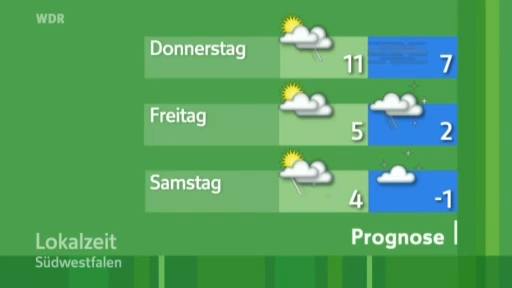 WDR
Donnerstag 11 7
Freitag 5 2
Samstag 4 -1
Prognose
Lokalzeit
Südwestfalen